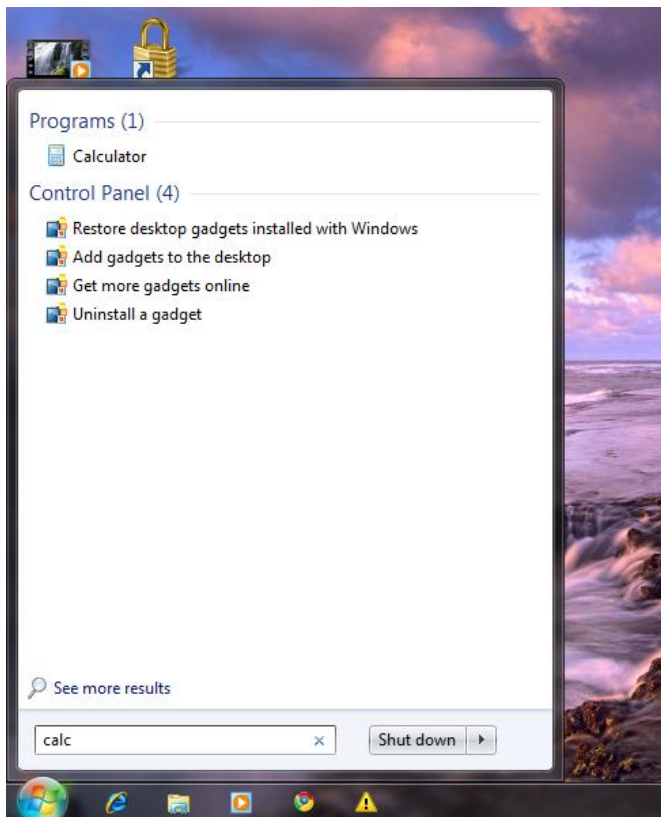 Programs (1)
Calculator
Control Panel (4)
Restore desktop gadgets installed with Windows
Add gadgets to the desktop
Get more gadgets online
Uninstall a gadget
See more results
calc
Shut down